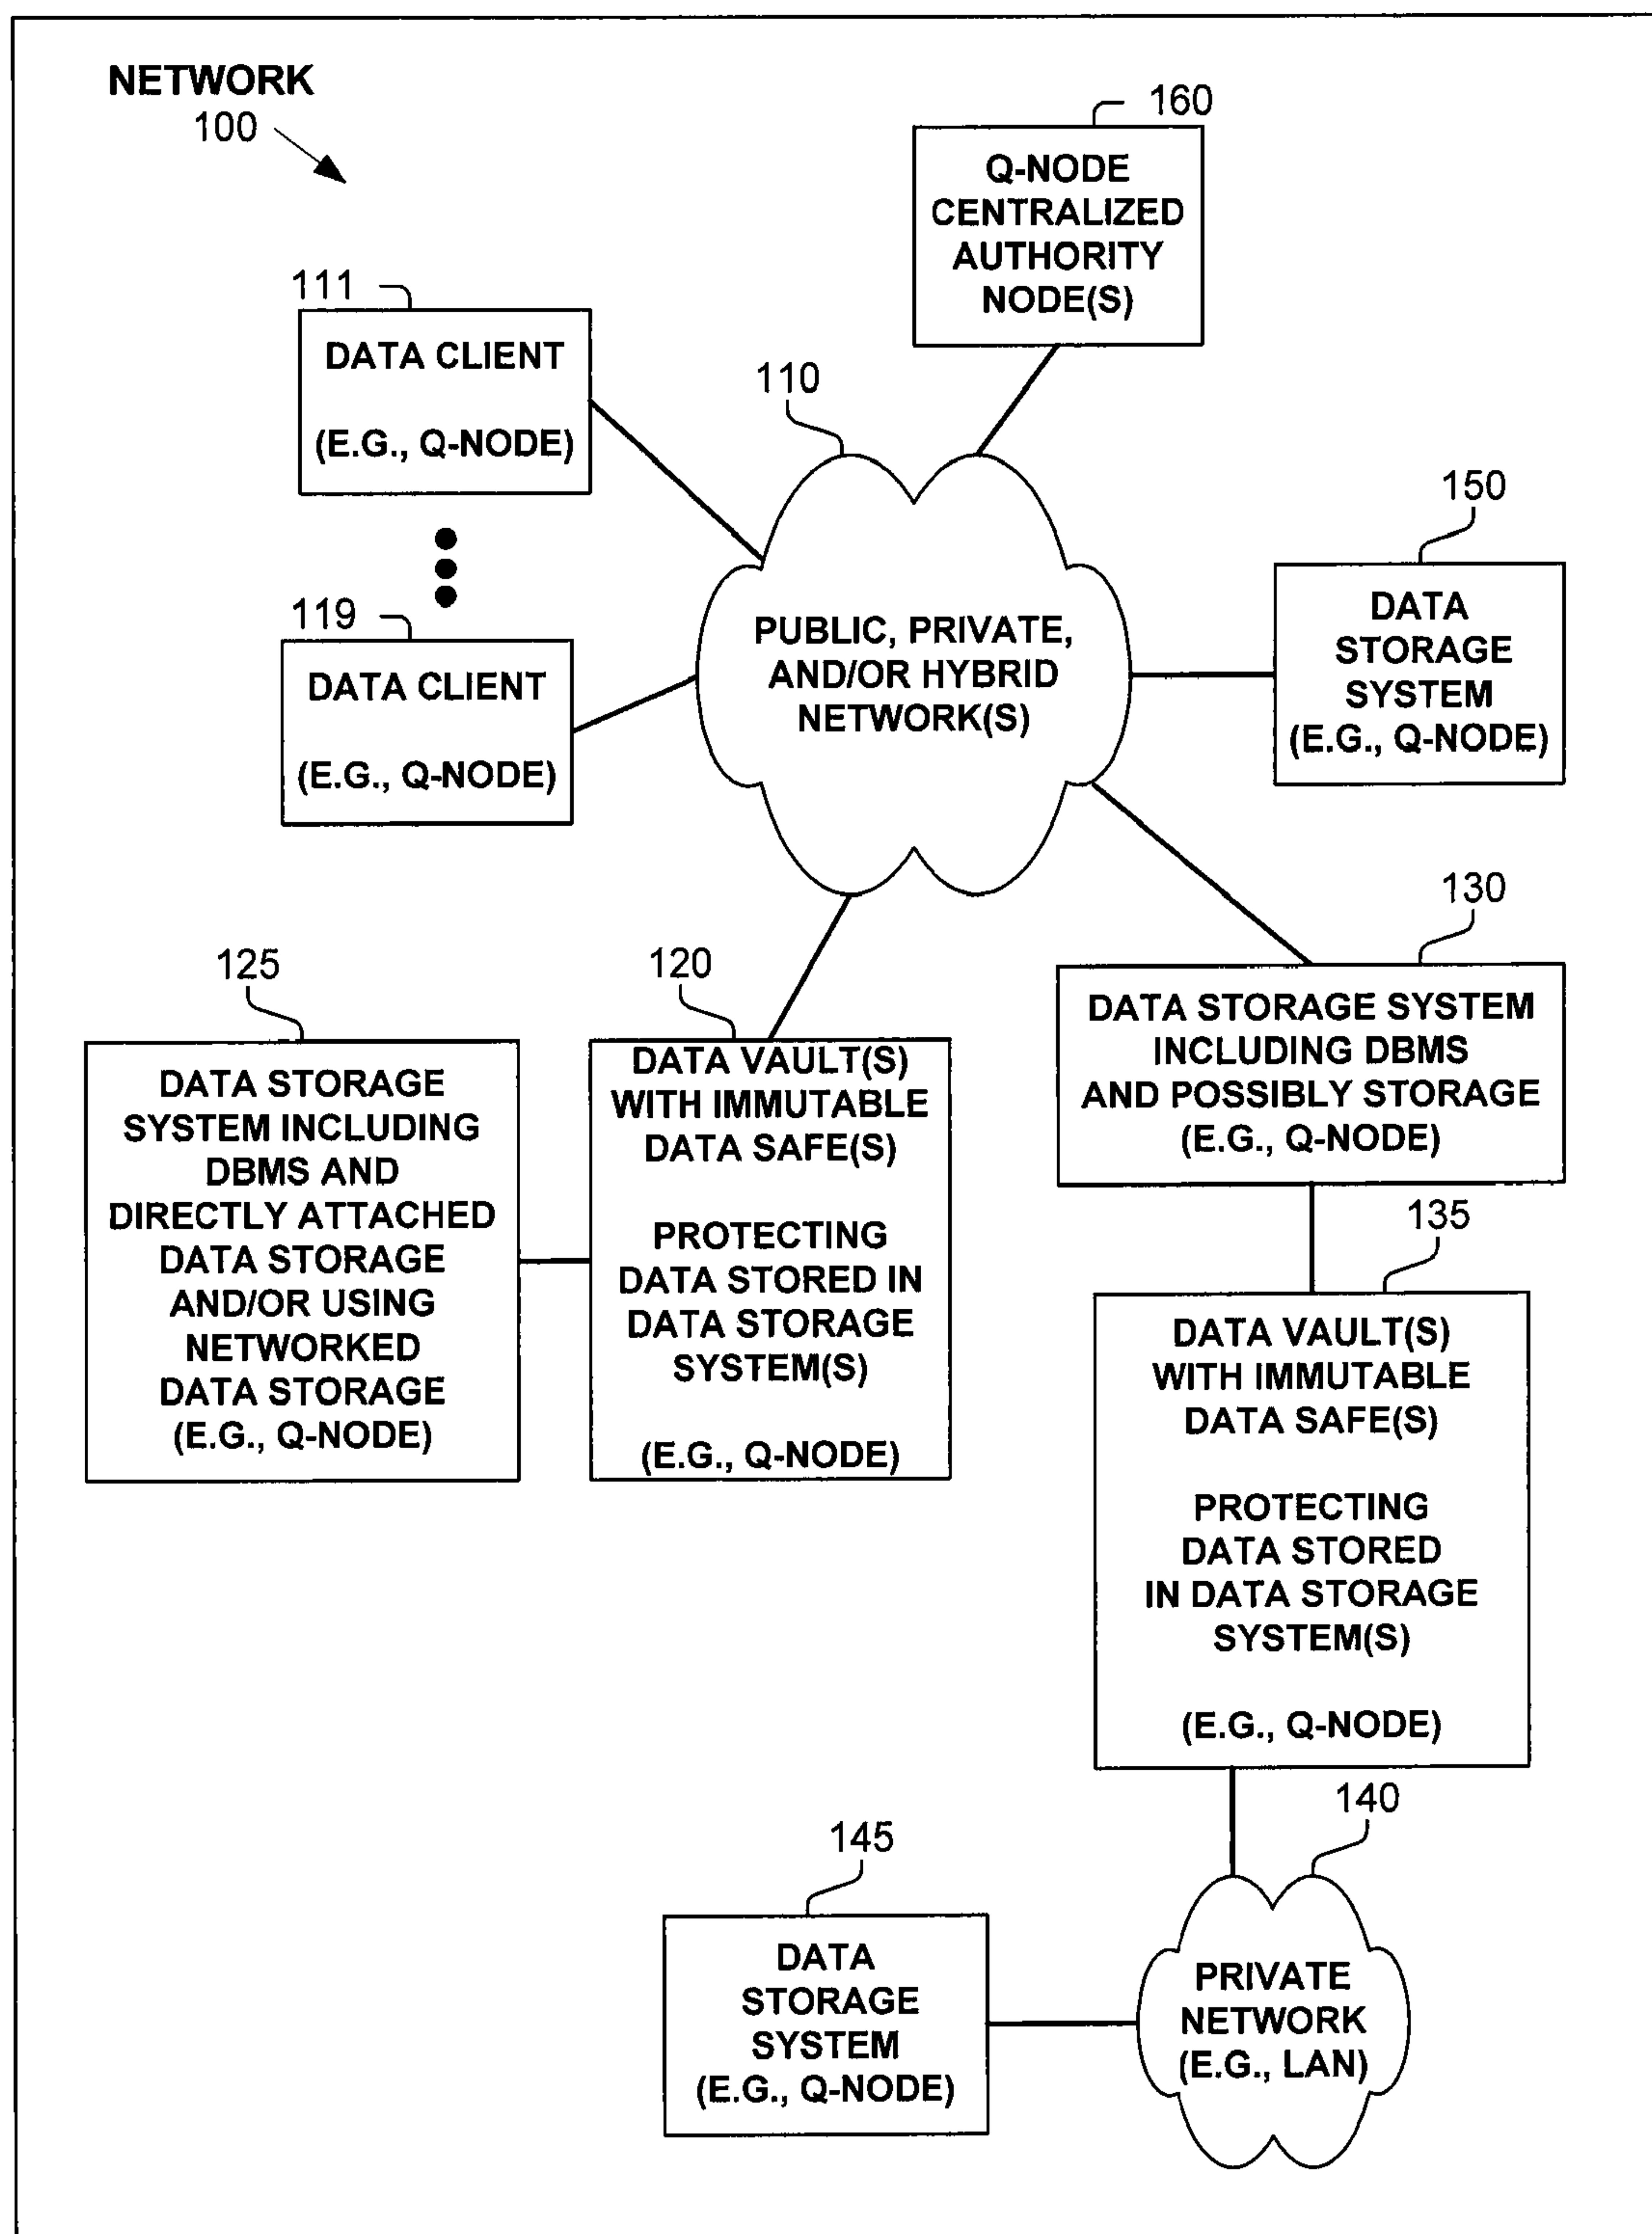 NETWORK
100
160
Q-NODE
CENTRALIZED
AUTHORITY
NODE(S)
111
DATA CLIENT
(E.G., Q-NODE)
119
DATA CLIENT
(E.G., Q-NODE)
110
PUBLIC, PRIVATE,
AND/OR HYBRID
NETWORK(S)
150
DATA
STORAGE
SYSTEM
(E.G., Q-NODE)
125
DATA STORAGE
SYSTEM INCLUDING
DBMS AND
DIRECTLY ATTACHED
DATA STORAGE
AND/OR USING
NETWORKED
DATA STORAGE
(E.G., Q-NODE)
120
DATA VAULT(S)
WITH IMMUTABLE
DATA SAFE(S)
PROTECTING
DATA STORED IN
DATA STORAGE
SYSTEM(S)
(E.G., Q-NODE)
130
DATA STORAGE SYSTEM
INCLUDING DBMS
AND POSSIBLY STORAGE
(E.G., Q-NODE)
135
DATA VAULT(S)
WITH IMMUTABLE
DATA SAFE(S)
PROTECTING
DATA STORED
IN DATA STORAGE
SYSTEM(S)
(E.G., Q-NODE)
140
PRIVATE
NETWORK
(E.G., LAN)
145
DATA
STORAGE
SYSTEM
(E.G., Q-NODE)